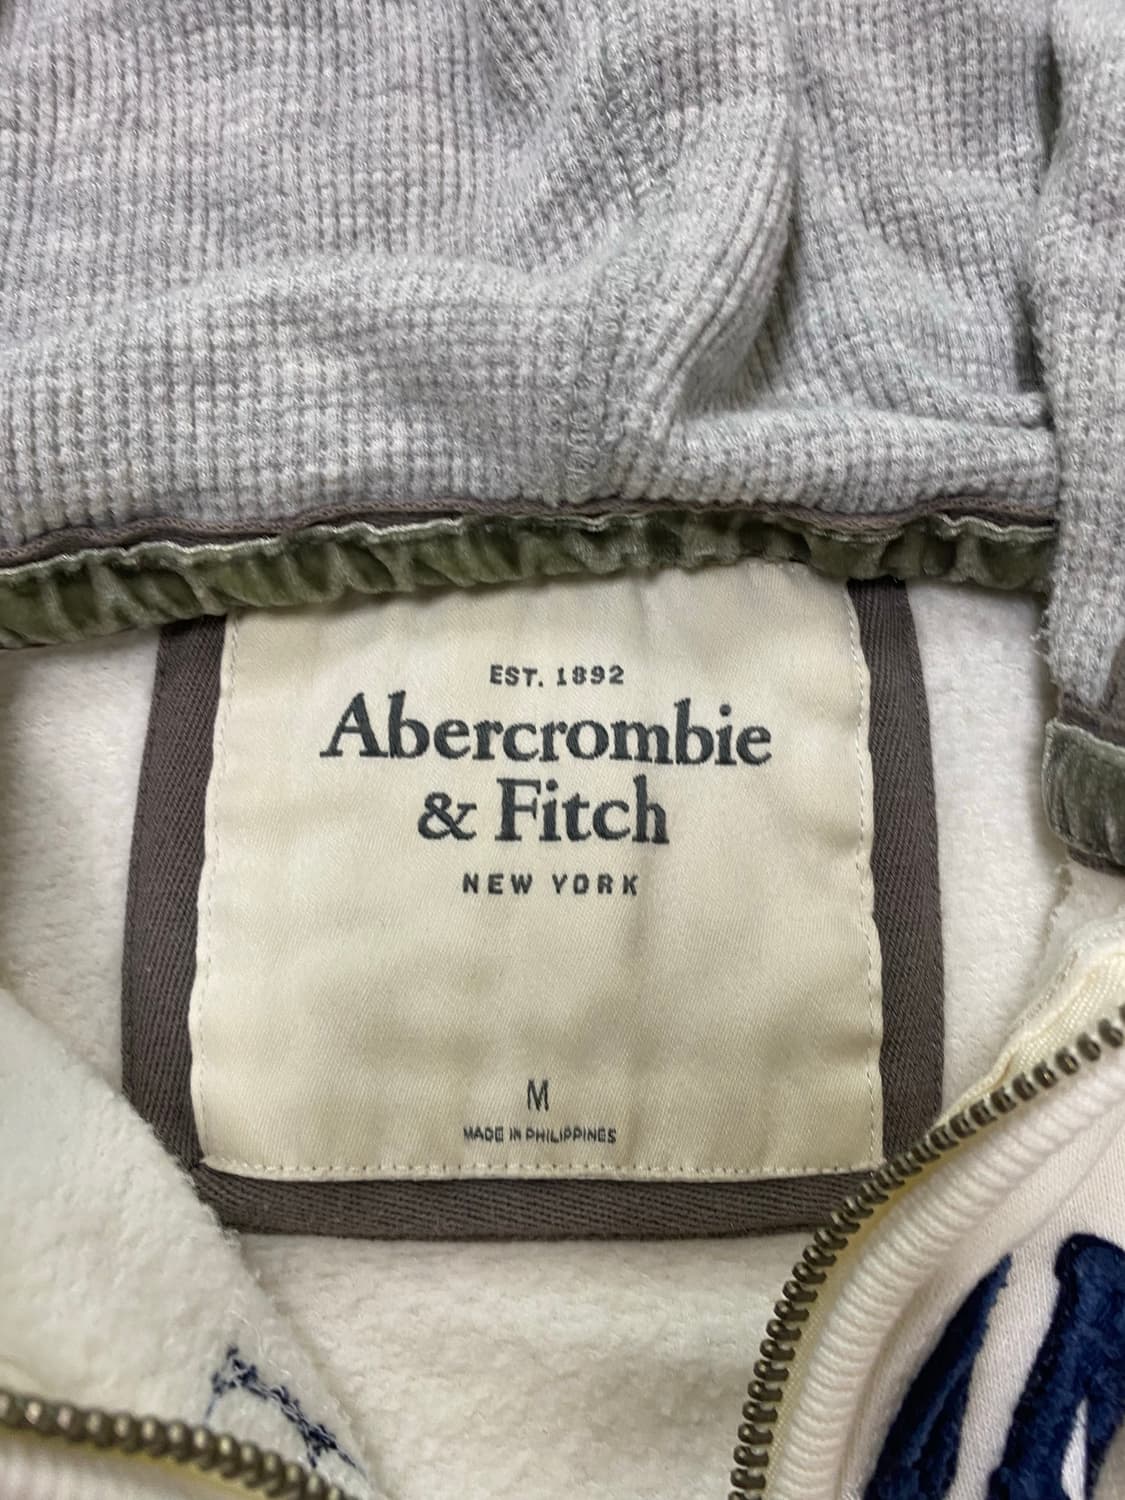 EST. 1892
Abercrombie
& Fitch
NEW YORK
M
MADE IN PHILIPPINES